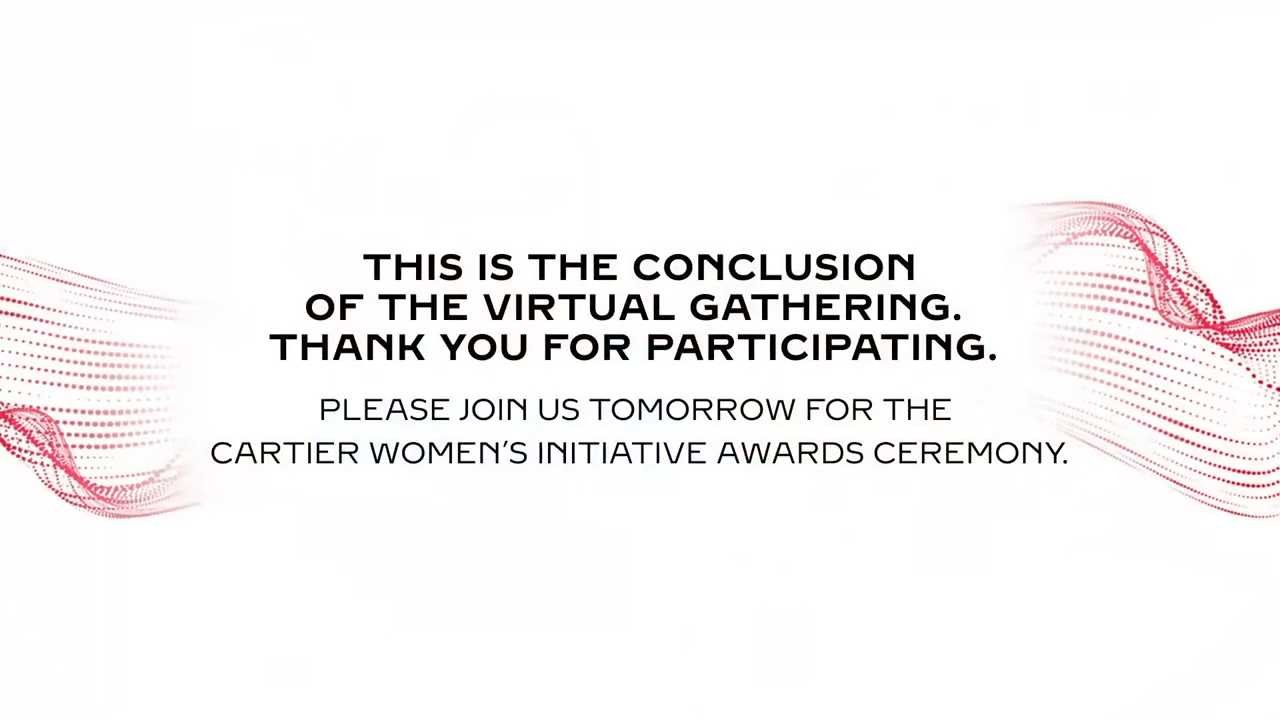 THIS IS THE CONCLUSION
OF THE VIRTUAL GATHERING.
THANK YOU FOR PARTICIPATING.
PLEASE JOIN US TOMORROW FOR THE
CARTIER WOMEN’S INITIATIVE AWARDS CEREMONY.